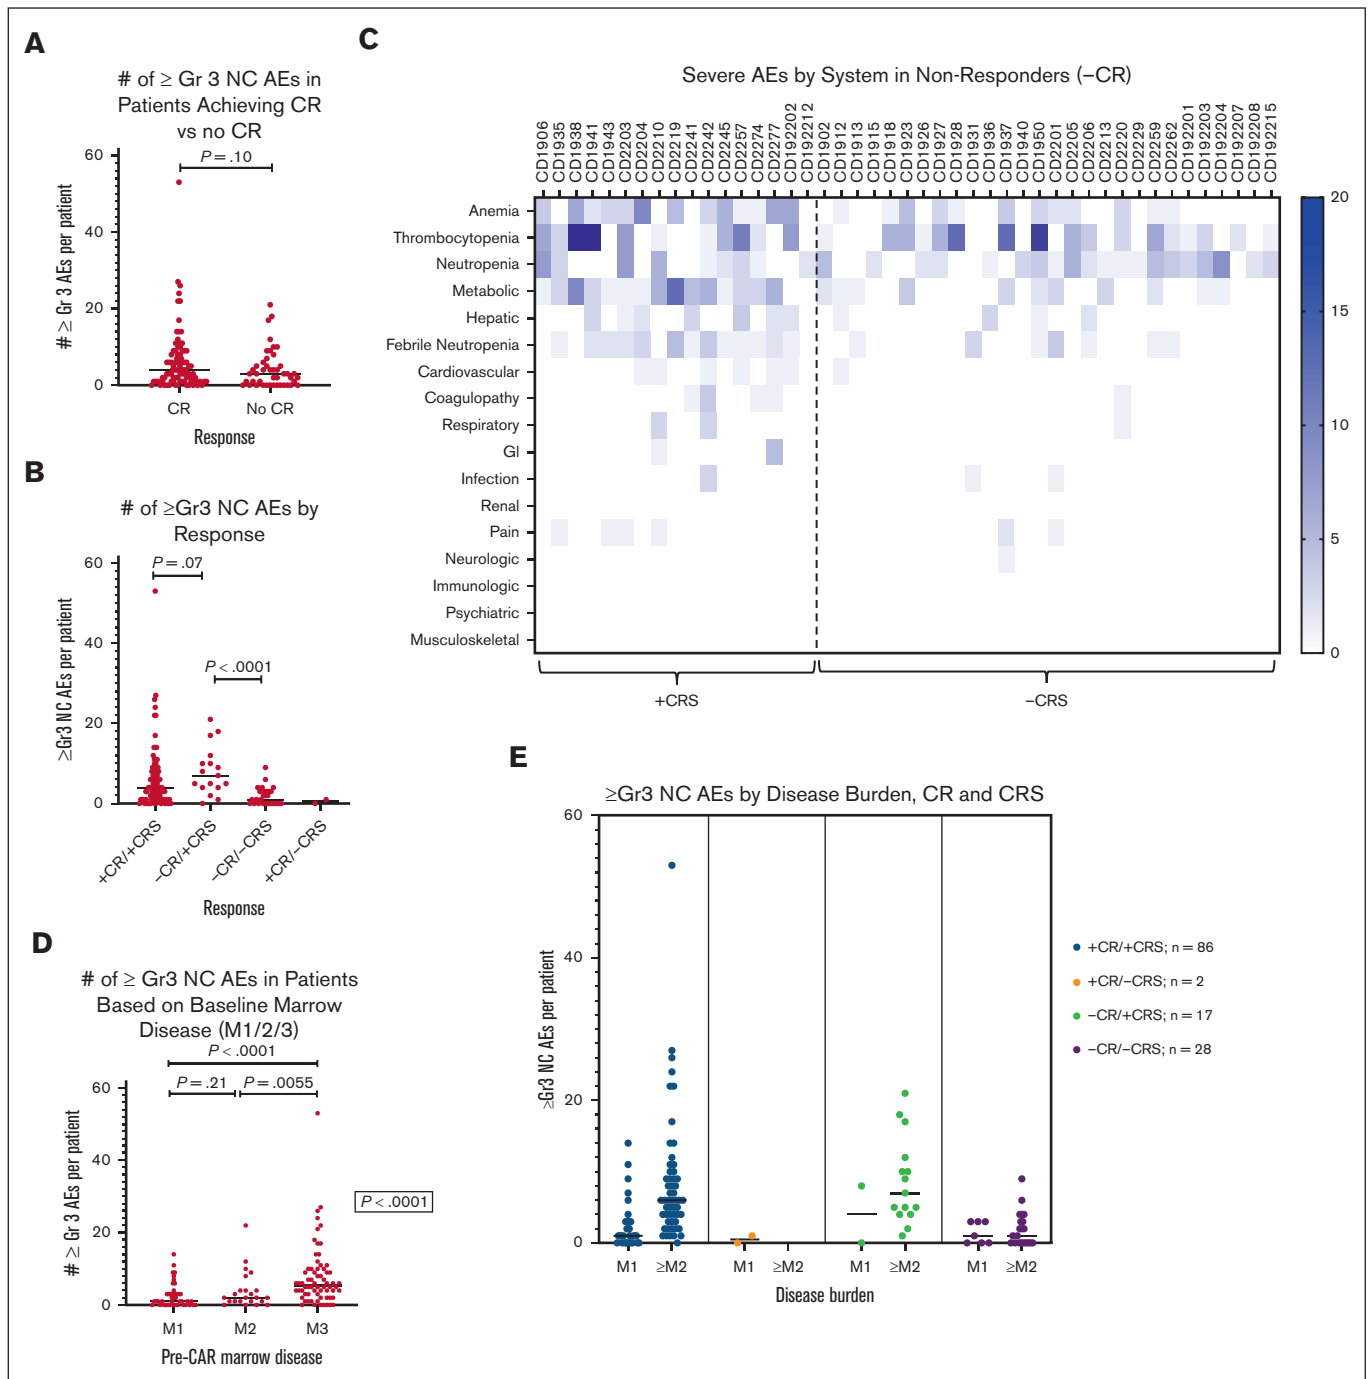 A
# of ≥ Gr 3 NC AEs in
Patients Achieving CR
vs no CR
P = .10
# ≥ Gr 3 AEs per patient
60
40
20
0
CR
No CR
Response
B
# of ≥Gr3 NC AEs by
Response
P = .07
P < .0001
≥Gr3 NC AEs per patient
60
40
20
0
+CR/+CRS
–CR/+CRS
–CR/–CRS
+CR/–CRS
Response
C
Severe AEs by System in Non-Responders (–CR)
CD1906
CD1935
CD1938
CD1941
CD1943
CD2203
CD2204
CD2210
CD2219
CD2241
CD2242
CD2245
CD2257
CD2274
CD2277
CD192202
CD192212
CD1902
CD1912
CD1913
CD1915
CD1918
CD1923
CD1926
CD1927
CD1928
CD1931
CD1936
CD1937
CD1940
CD1950
CD2201
CD2205
CD2206
CD2213
CD2220
CD2229
CD2259
CD2262
CD192201
CD192203
CD192204
CD192207
CD192208
CD192215
Anemia
Thrombocytopenia
Neutropenia
Metabolic
Hepatic
Febrile Neutropenia
Cardiovascular
Coagulopathy
Respiratory
GI
Infection
Renal
Pain
Neurologic
Immunologic
Psychiatric
Musculoskeletal
20
15
10
5
0
+CRS
–CRS
D
# of ≥ Gr3 NC AEs in Patients
Based on Baseline Marrow
Disease (M1/2/3)
P < .0001
P = .21
P = .0055
P < .0001
# ≥ Gr 3 AEs per patient
60
40
20
0
M1
M2
M3
Pre-CAR marrow disease
E
≥Gr3 NC AEs by Disease Burden, CR and CRS
≥Gr3 NC AEs per patient
60
40
20
0
M1
≥M2
M1
≥M2
M1
≥M2
M1
≥M2
Disease burden
+CR/+CRS; n = 86
+CR/–CRS; n = 2
–CR/+CRS; n = 17
–CR/–CRS; n = 28